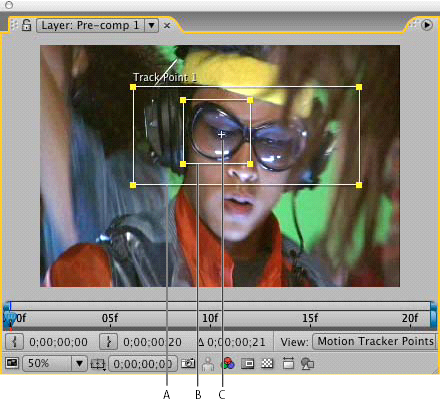 Layer: Pre-comp 1
Track Point 1
0f 05f 10f 15f 20f
0;00;00;00 0;00;00;20 Δ 0;00;00;21 View: Motion Tracker Points
50% 0;00;00;00
A B C